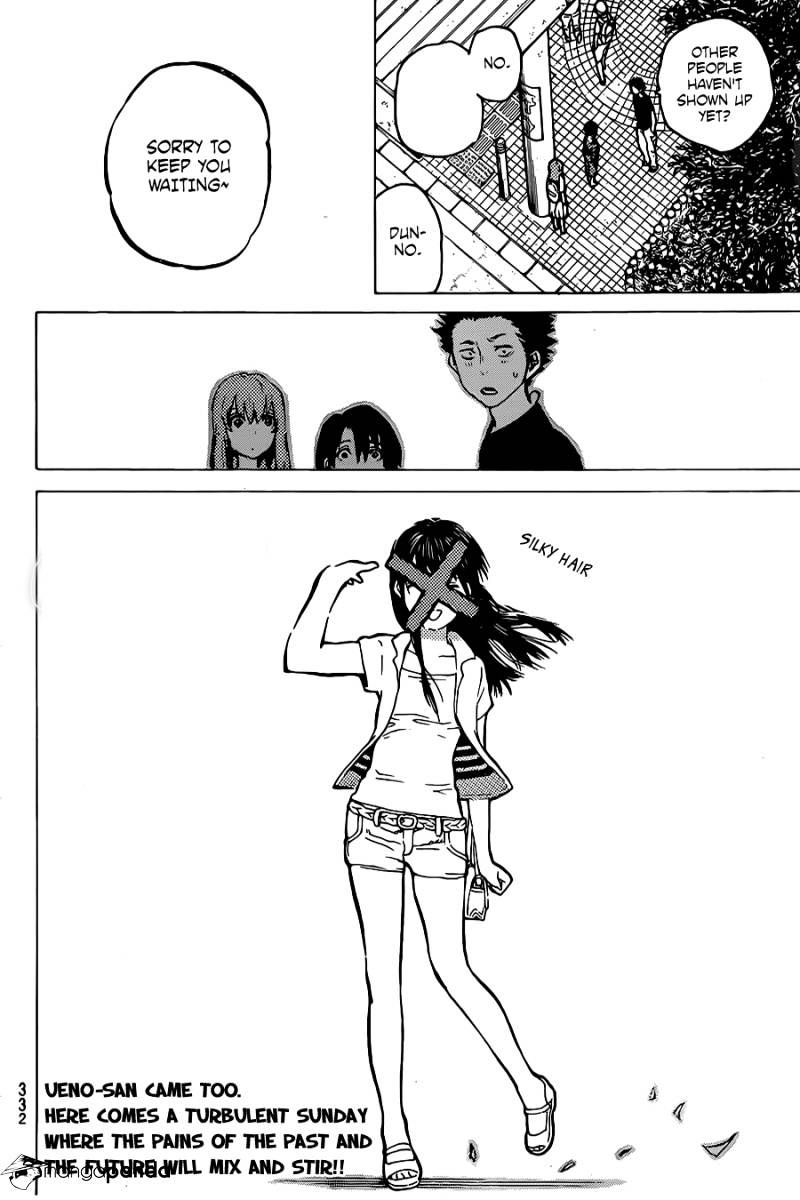 OTHER
PEOPLE
HAVEN'T
SHOWN UP
YET?
NO.
DUN-
NO.
SORRY TO
KEEP YOU
WAITING~
SILKY HAIR
UENO-SAN CAME TOO.
HERE COMES A TURBULENT SUNDAY
WHERE THE PAINS OF THE PAST AND
THE FUTURE WILL MIX AND STIR!!
332
mangapanda